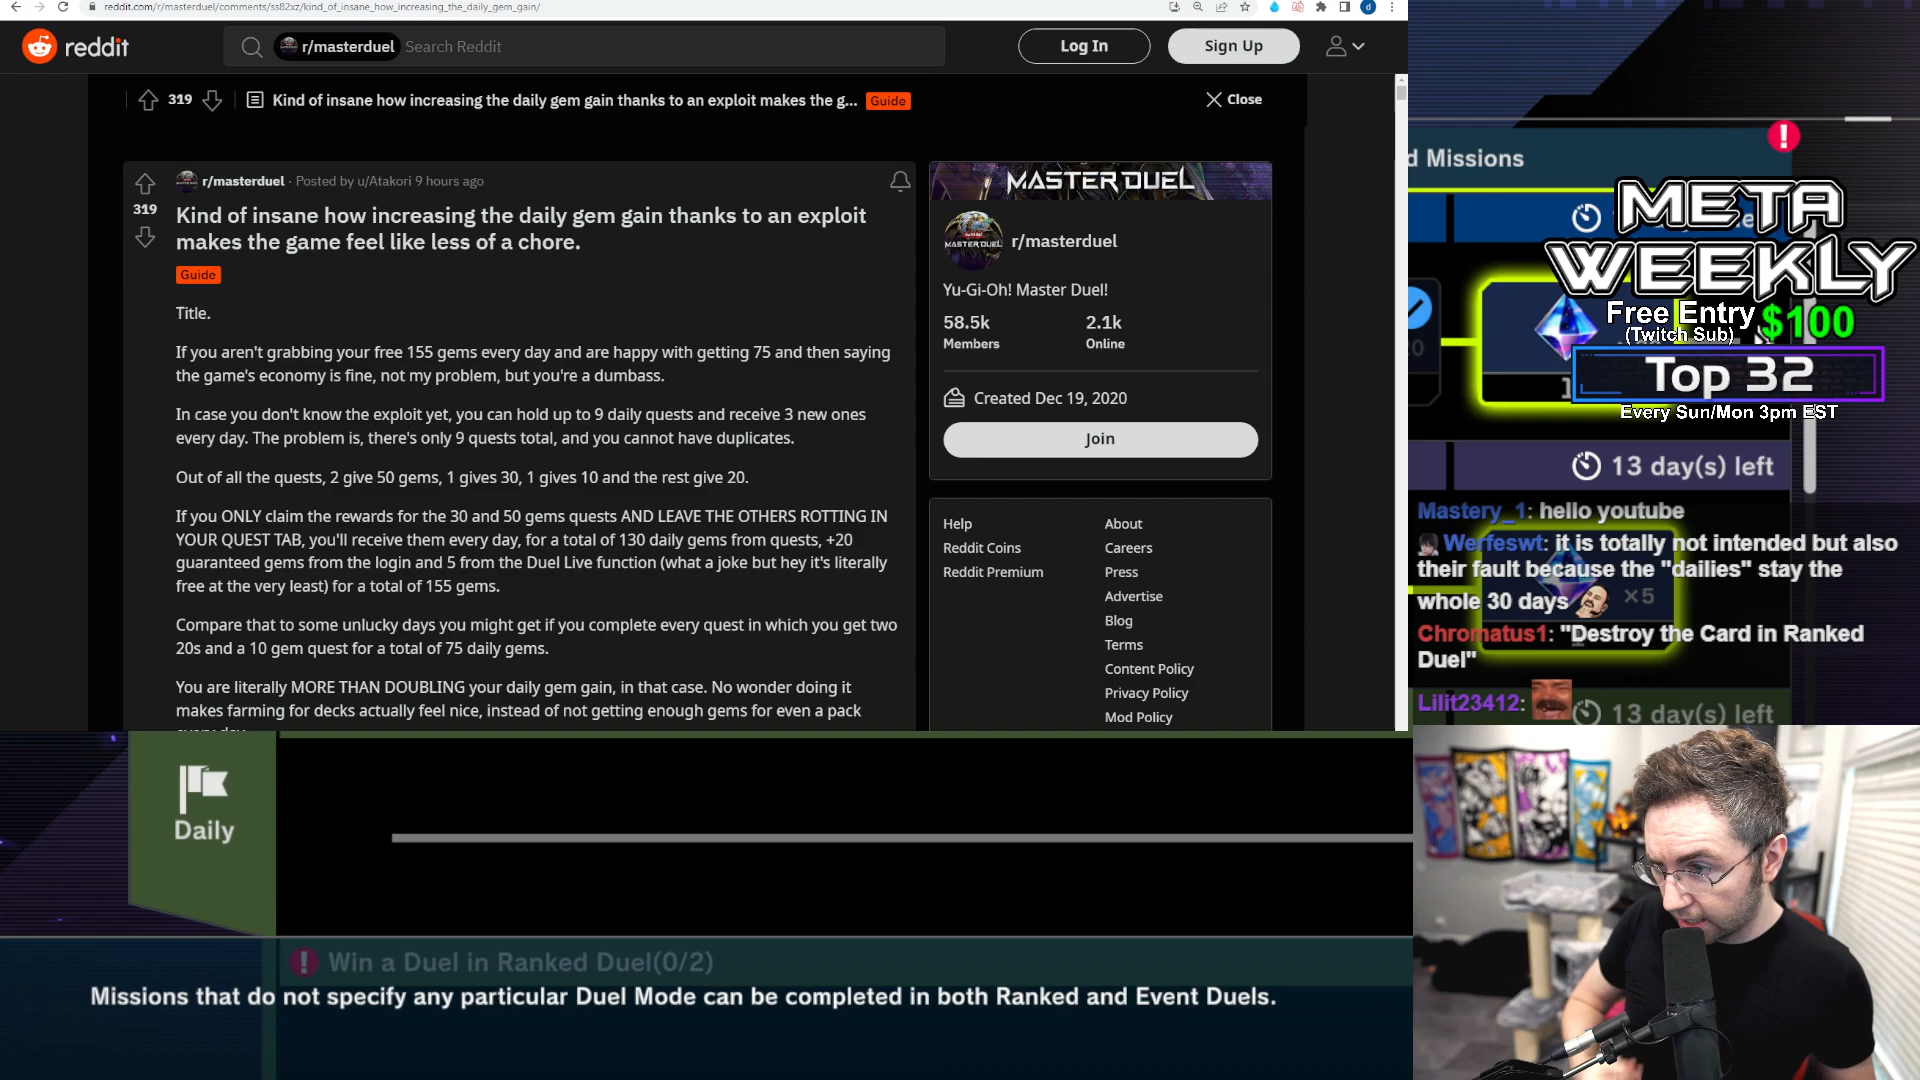 reddit.com/r/masterduel/comments/ss82xz/kind_of_insane_how_increasing_the_daily_gem_gain/
reddit
r/masterduel Search Reddit
Log In
Sign Up
319
Kind of insane how increasing the daily gem gain thanks to an exploit makes the g...
Guide
Close
r/masterduel · Posted by u/Atakori 9 hours ago
319
Kind of insane how increasing the daily gem gain thanks to an exploit
makes the game feel like less of a chore.
Guide
Title.
If you aren't grabbing your free 155 gems every day and are happy with getting 75 and then saying
the game's economy is fine, not my problem, but you're a dumbass.
In case you don't know the exploit yet, you can hold up to 9 daily quests and receive 3 new ones
every day. The problem is, there's only 9 quests total, and you cannot have duplicates.
Out of all the quests, 2 give 50 gems, 1 gives 30, 1 gives 10 and the rest give 20.
If you ONLY claim the rewards for the 30 and 50 gems quests AND LEAVE THE OTHERS ROTTING IN
YOUR QUEST TAB, you'll receive them every day, for a total of 130 daily gems from quests, +20
guaranteed gems from the login and 5 from the Duel Live function (what a joke but hey it's literally
free at the very least) for a total of 155 gems.
Compare that to some unlucky days you might get if you complete every quest in which you get two
20s and a 10 gem quest for a total of 75 daily gems.
You are literally MORE THAN DOUBLING your daily gem gain, in that case. No wonder doing it
makes farming for decks actually feel nice, instead of not getting enough gems for even a pack
every day.
MASTER DUEL
MASTER DUEL
r/masterduel
Yu-Gi-Oh! Master Duel!
58.5k
2.1k
Members
Online
Created Dec 19, 2020
Join
Help
About
Reddit Coins
Careers
Reddit Premium
Press
Advertise
Blog
Terms
Content Policy
Privacy Policy
Mod Policy
d Missions
META
WEEKLY
Free Entry
(Twitch Sub)
$100
Top 32
Every Sun/Mon 3pm EST
13 day(s) left
Mastery_1: hello youtube
Werfeswt: it is totally not intended but also
their fault because the "dailies" stay the
whole 30 days
×5
Chromatus1: "Destroy the Card in Ranked
Duel"
Lilit23412:
13 day(s) left
Daily
Win a Duel in Ranked Duel(0/2)
Missions that do not specify any particular Duel Mode can be completed in both Ranked and Event Duels.